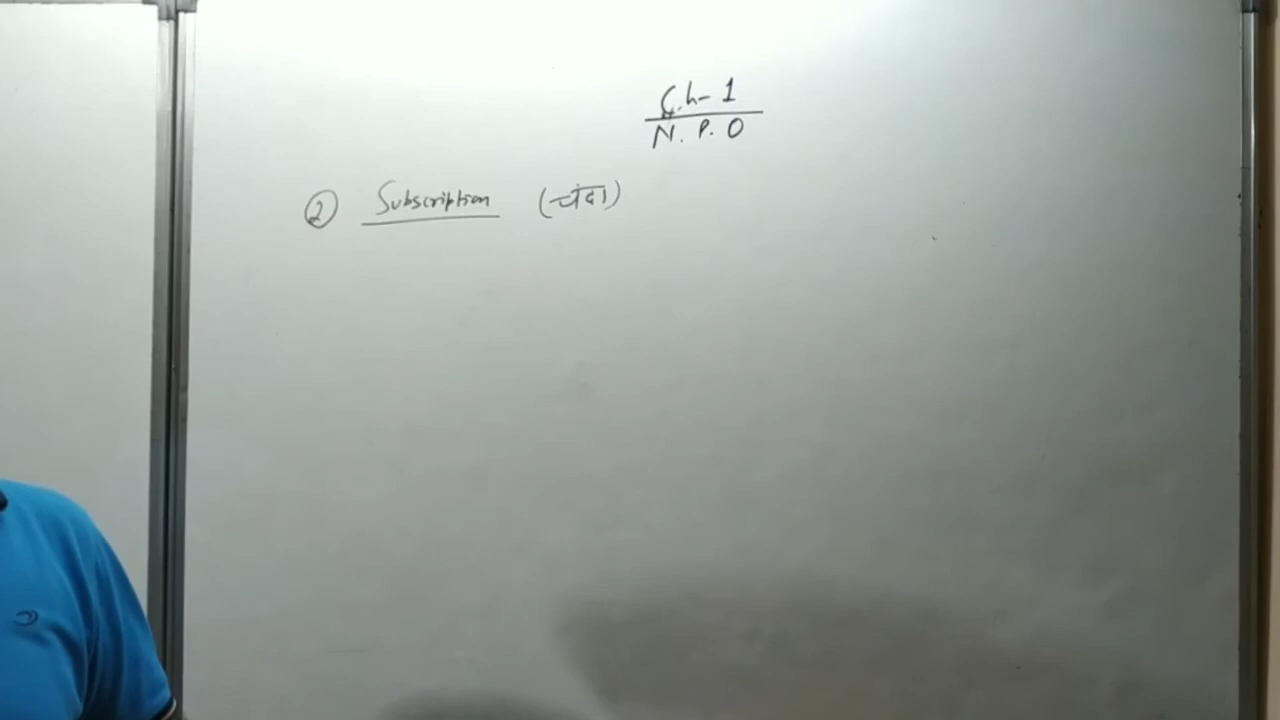 Ch-1
N. P. O
② Subscription (चंदा)